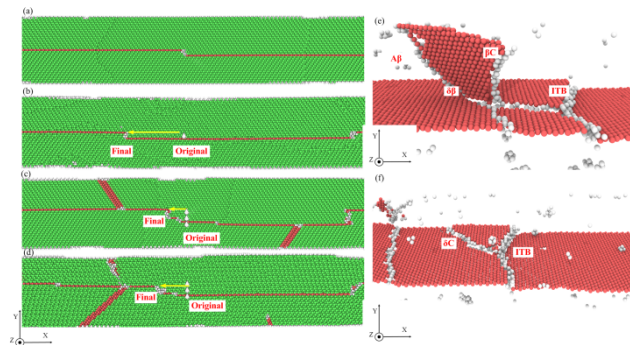 (a)
(b)
Final
Original
(c)
Final
Original
(d)
Final
Original
Y
Z
X
(e)
Aβ
βC
δβ
ITB
Y
Z
X
(f)
δC
ITB
Y
Z
X